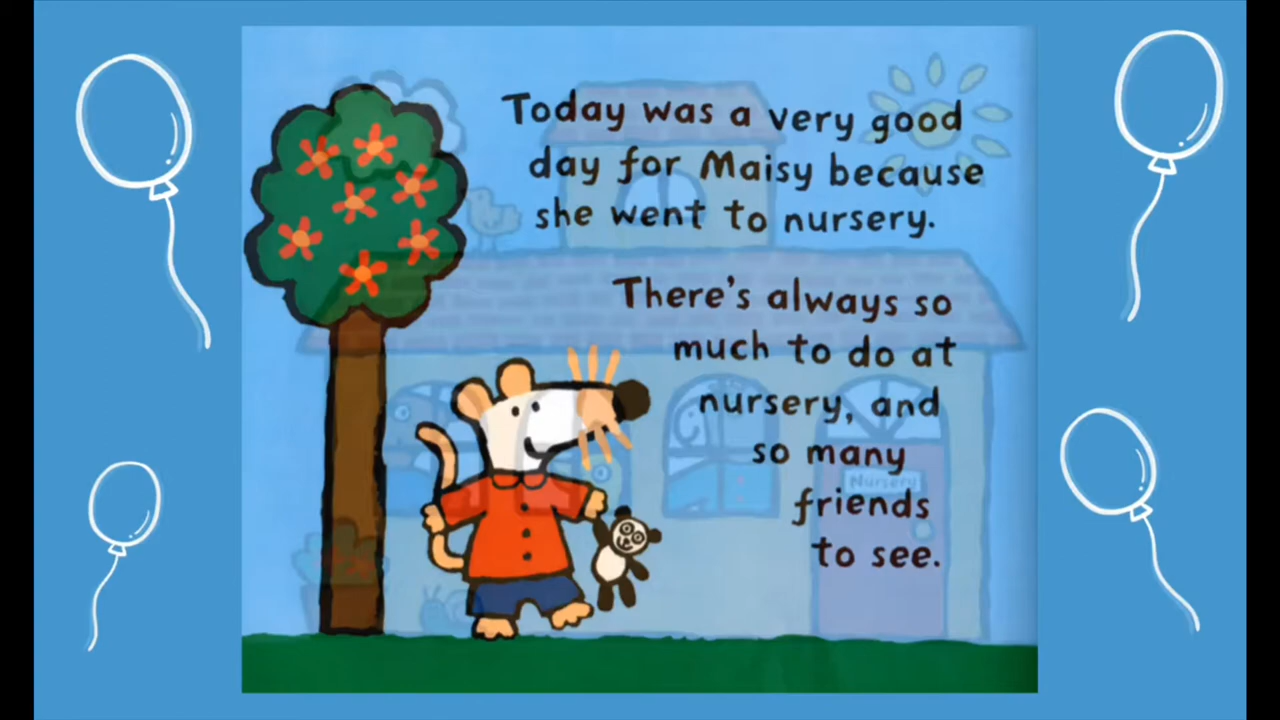 Today was a very good
day for Maisy because
she went to nursery.
There's always so
much to do at
nursery, and
so many
friends
to see.
Nursery